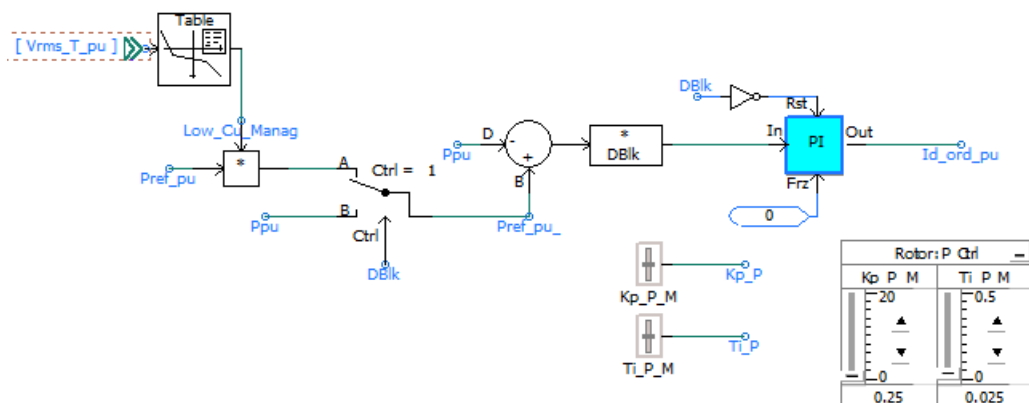 Table
[ Vrms_T_pu ]
Low_Cu_Manag
Pref_pu
*
A
Ctrl = 1
B
Ctrl
Ppu
DBlk
Ppu
D
-
+
B
Pref_pu_
*
DBlk
DBlk
Rst
In
PI
Out
Frz
Id_ord_pu
0
Kp_P_M
Kp_P
Ti_P_M
Ti_P
Rotor: P Ctrl
Kp P M
Ti P M
20
0.5
0
0
0.25
0.025